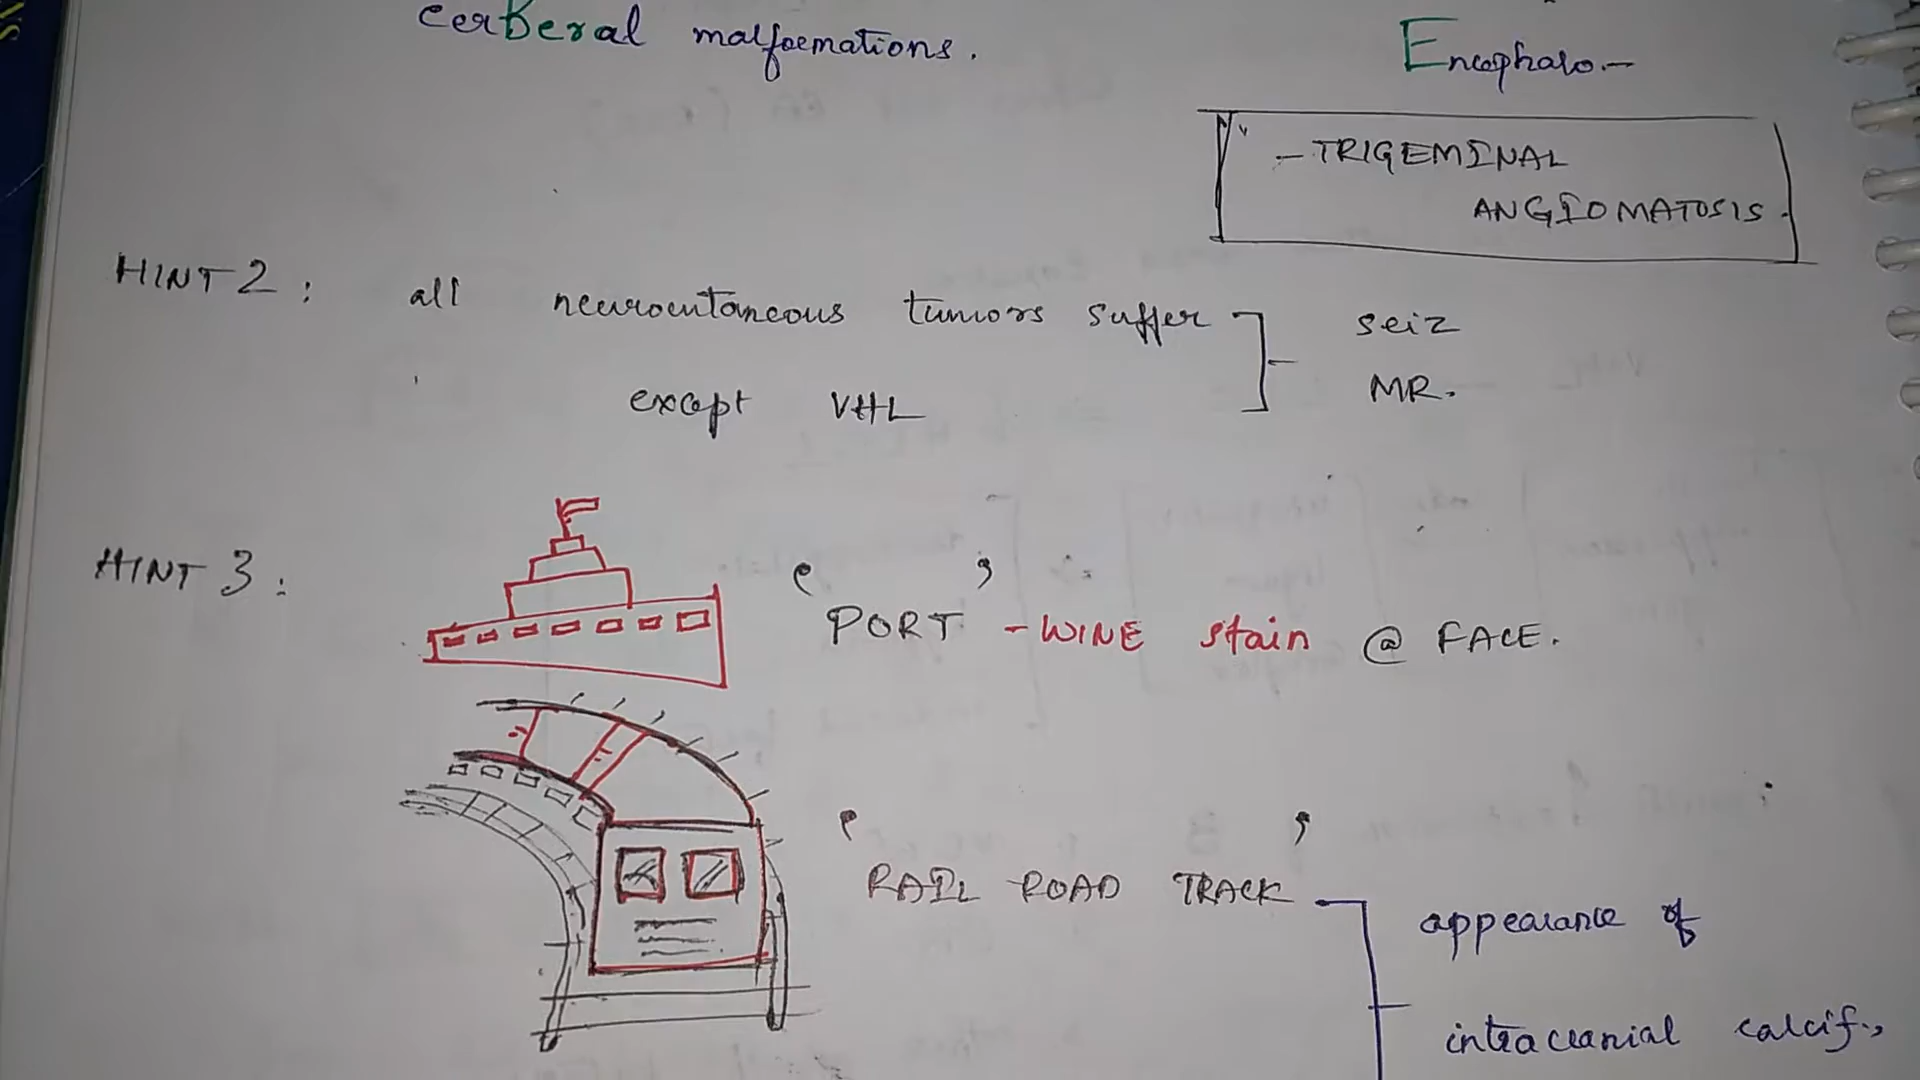 cerberal malformations.
Encephalo -
- TRIGEMINAL
ANGIOMATOSIS.
HINT 2 : all neurocutaneous tumors suffer
except VHL
seiz
MR.
HINT 3 :
'PORT' - WINE stain @ FACE.
'RAIL ROAD TRACK'
appearance of
intracranial calcif.,